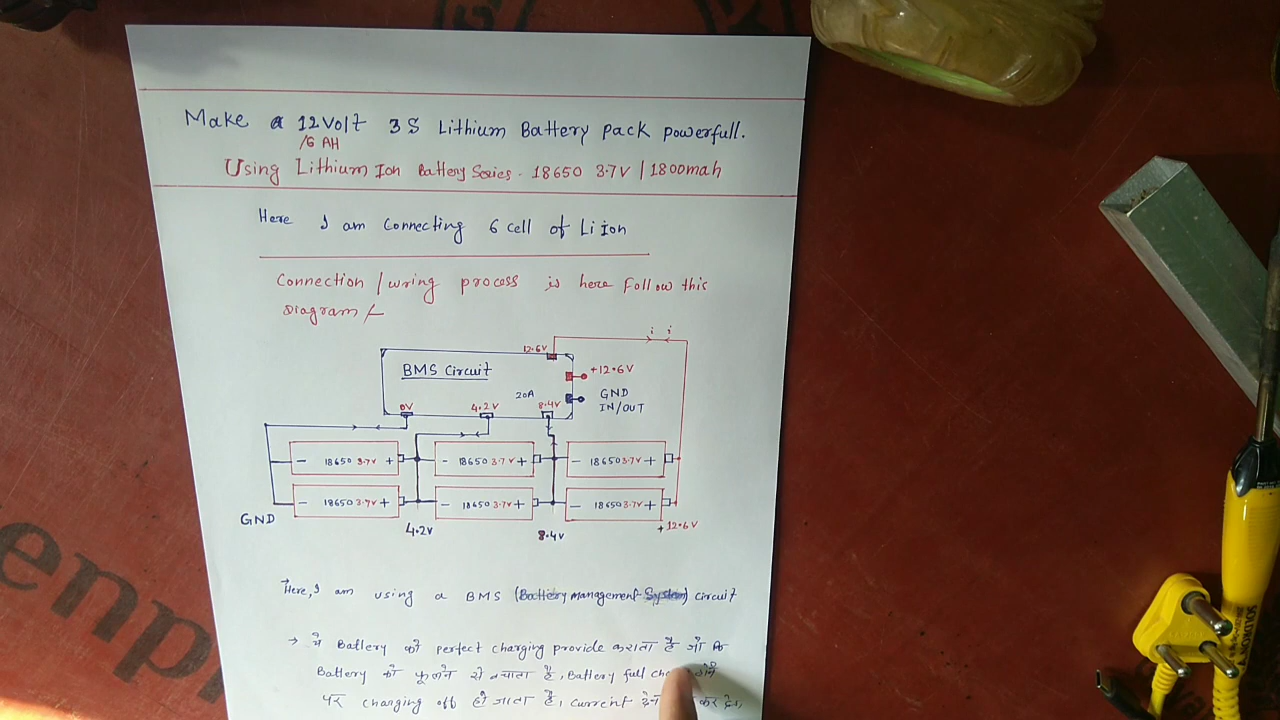 Make a 12Volt 3S Lithium Battery pack powerfull.
/6 AH
Using Lithium Ion Battery Series - 18650 3.7V | 1800mah
Here I am connecting 6 cell of Li ion
Connection / wring process is here Follow this
Diagram /-
12.6V
i i
BMS Circuit
+12.6V
20A
GND
IN/OUT
0V
4.2V
8.4V
- 18650 3.7V +
- 18650 3.7V +
- 18650 3.7V +
- 18650 3.7V +
- 18650 3.7V +
- 18650 3.7V +
GND
4.2V
8.4V
+12.6V
Here, I am using a BMS (Battery management System) circuit
→ ये Battery को perfect charging provide कराता है जो कि
Battery को फूलने से बचाता है, Battery full होने
पर charging off हो जाता है, current कर दे,
enp